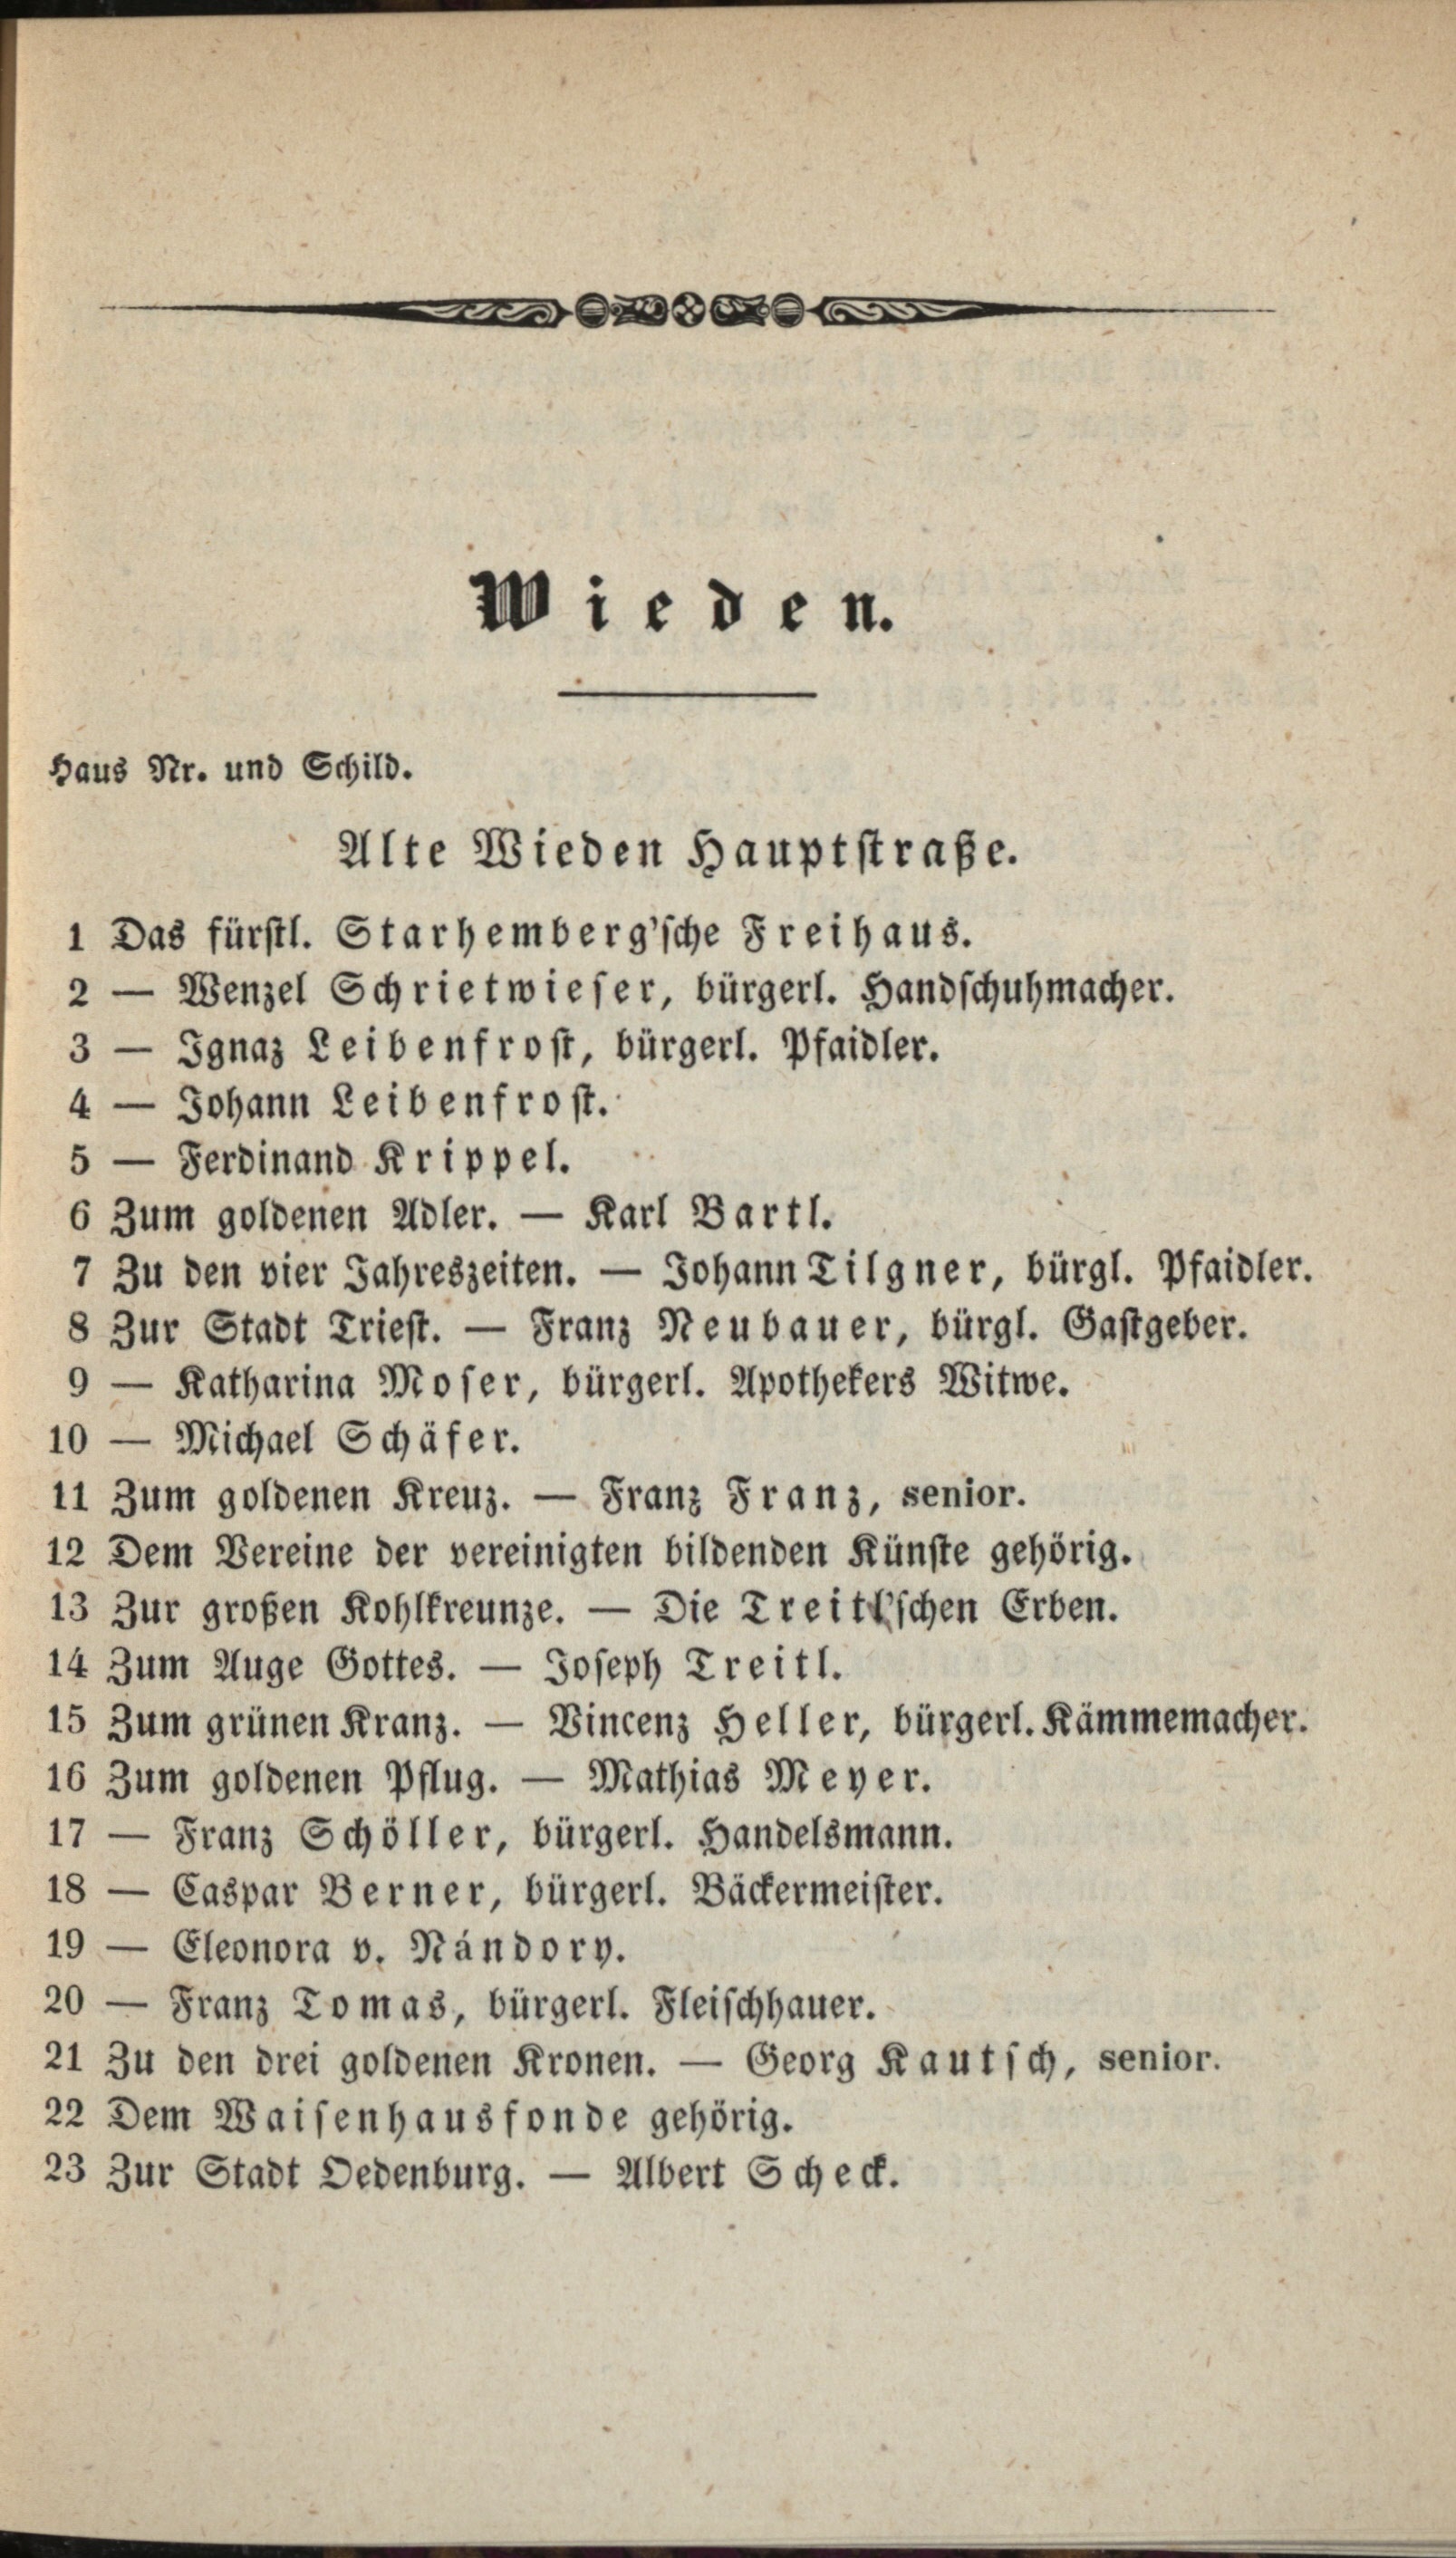 Wieden.
Haus Nr. und Schild.
Alte Wieden Hauptstraße.
1 Das fürstl. Starhemberg'sche Freihaus.
2 — Wenzel Schrietwieser, bürgerl. Handschuhmacher.
3 — Ignaz Leibenfrost, bürgerl. Pfaidler.
4 — Johann Leibenfrost.
5 — Ferdinand Krippel.
6 Zum goldenen Adler. — Karl Bartl.
7 Zu den vier Jahreszeiten. — Johann Tilgner, bürgl. Pfaidler.
8 Zur Stadt Triest. — Franz Neubauer, bürgl. Gastgeber.
9 — Katharina Moser, bürgerl. Apothekers Witwe.
10 — Michael Schäfer.
11 Zum goldenen Kreuz. — Franz Franz, senior.
12 Dem Vereine der vereinigten bildenden Künste gehörig.
13 Zur großen Kohlkreunze. — Die Treitl'schen Erben.
14 Zum Auge Gottes. — Joseph Treitl.
15 Zum grünen Kranz. — Vincenz Heller, bürgerl. Kämmemacher.
16 Zum goldenen Pflug. — Mathias Meyer.
17 — Franz Schöller, bürgerl. Handelsmann.
18 — Caspar Berner, bürgerl. Bäckermeister.
19 — Eleonora v. Nándory.
20 — Franz Tomas, bürgerl. Fleischhauer.
21 Zu den drei goldenen Kronen. — Georg Kautsch, senior.
22 Dem Waisenhausfonde gehörig.
23 Zur Stadt Oedenburg. — Albert Scheck.